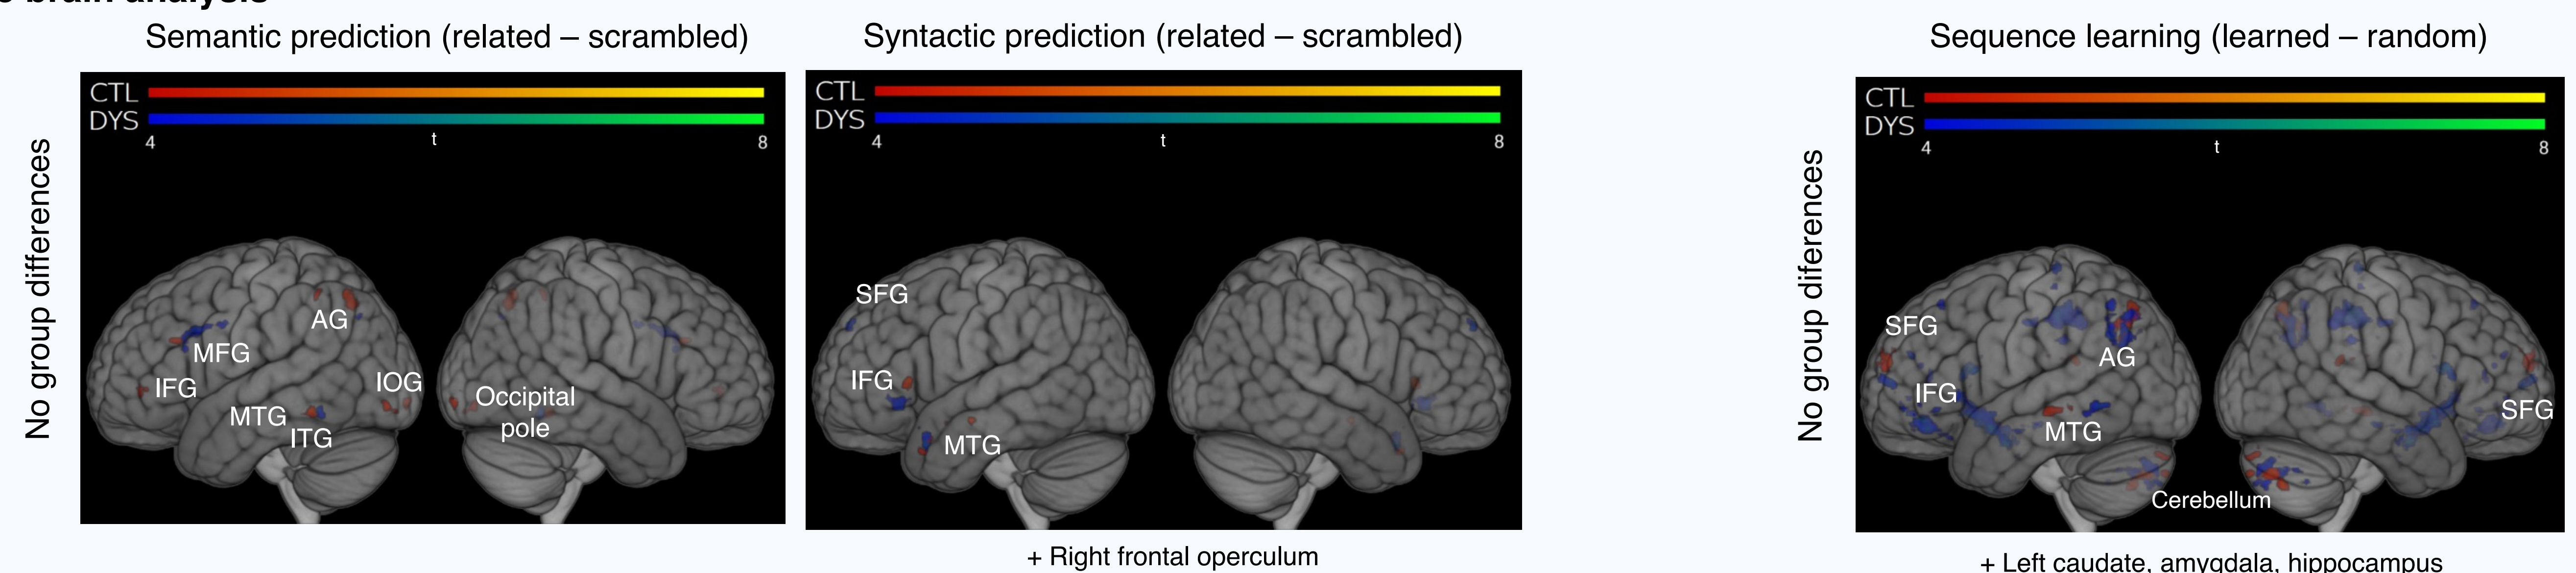 brain analysis
Semantic prediction (related – scrambled)
CTL
DYS
4 t 8
No group differences
AG
MFG
IFG
IOG
MTG
ITG
Occipital
pole
Syntactic prediction (related – scrambled)
CTL
DYS
4 t 8
SFG
IFG
MTG
+ Right frontal operculum
Sequence learning (learned – random)
CTL
DYS
4 t 8
No group diferences
SFG
AG
IFG
SFG
MTG
Cerebellum
+ Left caudate, amygdala, hippocampus